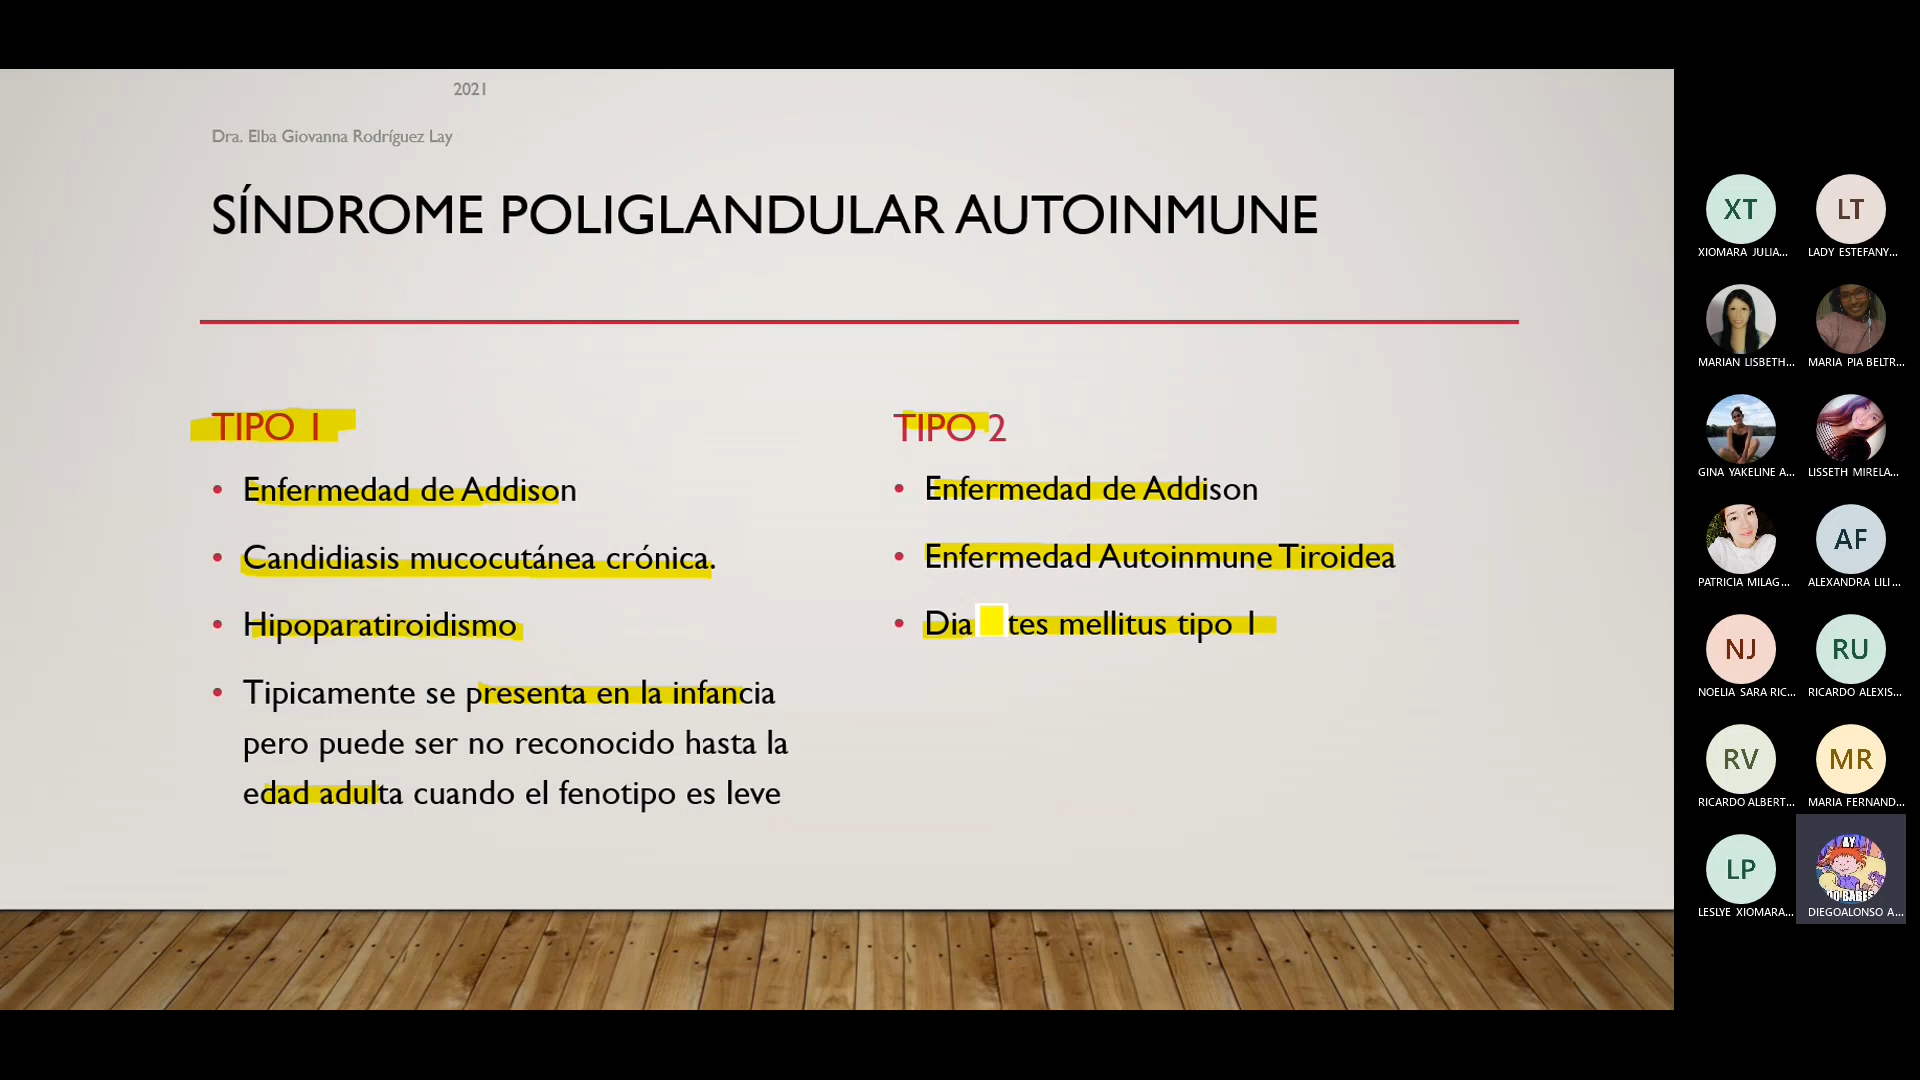 2021
Dra. Elba Giovanna Rodríguez Lay
SÍNDROME POLIGLANDULAR AUTOINMUNE
TIPO 1
• Enfermedad de Addison
• Candidiasis mucocutánea crónica.
• Hipoparatiroidismo
• Tipicamente se presenta en la infancia
pero puede ser no reconocido hasta la
edad adulta cuando el fenotipo es leve
TIPO 2
• Enfermedad de Addison
• Enfermedad Autoinmune Tiroidea
• Dia tes mellitus tipo 1
XT
XIOMARA JULIA...
LT
LADY ESTEFANY...
MARIAN LISBETH...
MARIA PIA BELTR...
GINA YAKELINE A...
LISSETH MIRELA...
PATRICIA MILAG...
AF
ALEXANDRA LILI...
NJ
NOELIA SARA RIC...
RU
RICARDO ALEXIS...
RV
RICARDO ALBERT...
MR
MARIA FERNAND...
LP
LESLYE XIOMARA...
AY
DIEGOALONSO A...